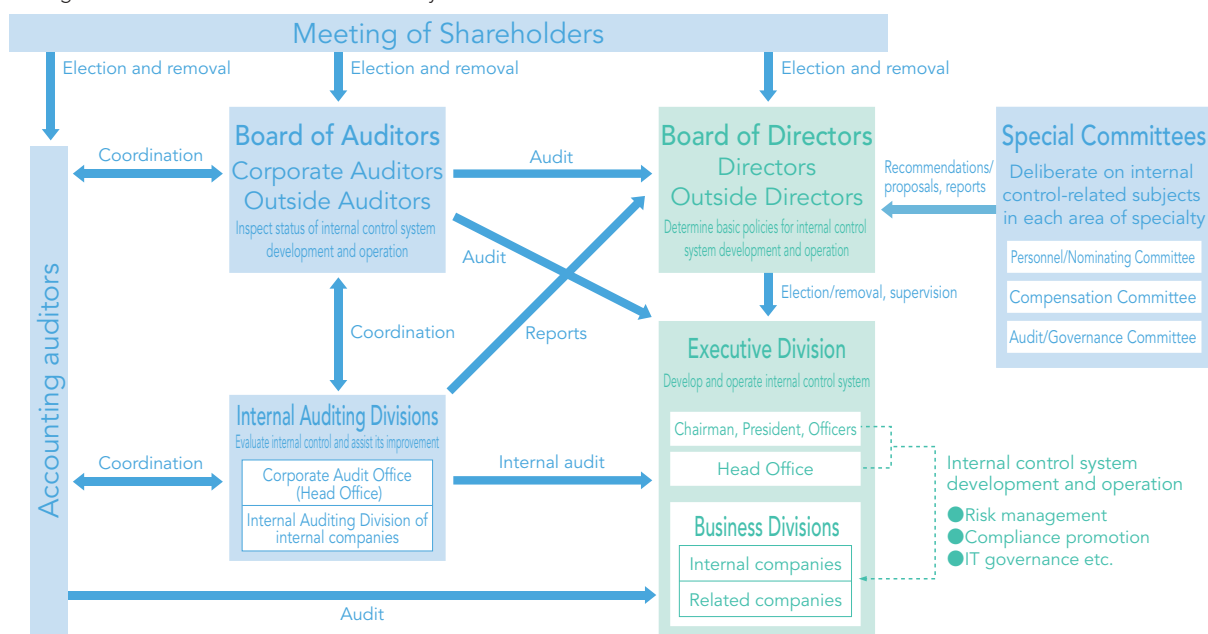 Meeting of Shareholders
Election and removal
Election and removal
Election and removal
Accounting auditors
Coordination
Board of Auditors
Corporate Auditors
Outside Auditors
Inspect status of internal control system
development and operation
Audit
Audit
Board of Directors
Directors
Outside Directors
Determine basic policies for internal control
system development and operation
Recommendations/
proposals, reports
Special Committees
Deliberate on internal
control-related subjects
in each area of specialty
Personnel/Nominating Committee
Compensation Committee
Audit/Governance Committee
Election/removal, supervision
Coordination
Reports
Executive Division
Develop and operate internal control system
Chairman, President, Officers
Head Office
Business Divisions
Internal companies
Related companies
Internal Auditing Divisions
Evaluate internal control and assist its improvement
Corporate Audit Office
(Head Office)
Internal Auditing Division of
internal companies
Coordination
Internal audit
Internal control system
development and operation
●Risk management
●Compliance promotion
●IT governance etc.
Audit